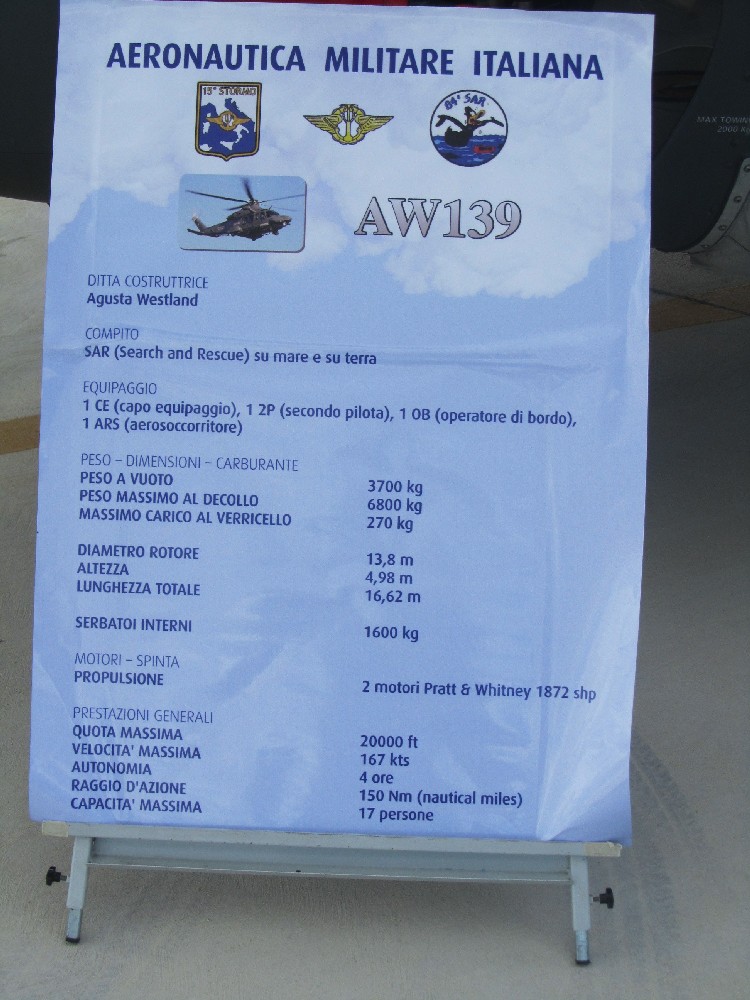 AERONAUTICA MILITARE ITALIANA
15° STORMO
84° SAR
AW139
MAX TOWING
2000 Kg
DITTA COSTRUTTRICE
Agusta Westland
COMPITO
SAR (Search and Rescue) su mare e su terra
EQUIPAGGIO
1 CE (capo equipaggio), 1 2P (secondo pilota), 1 OB (operatore di bordo),
1 ARS (aerosoccorritore)
PESO – DIMENSIONI – CARBURANTE
PESO A VUOTO 3700 kg
PESO MASSIMO AL DECOLLO 6800 kg
MASSIMO CARICO AL VERRICELLO 270 kg
DIAMETRO ROTORE 13,8 m
ALTEZZA 4,98 m
LUNGHEZZA TOTALE 16,62 m
SERBATOI INTERNI 1600 kg
MOTORI – SPINTA
PROPULSIONE 2 motori Pratt & Whitney 1872 shp
PRESTAZIONI GENERALI
QUOTA MASSIMA 20000 ft
VELOCITA' MASSIMA 167 kts
AUTONOMIA 4 ore
RAGGIO D'AZIONE 150 Nm (nautical miles)
CAPACITA' MASSIMA 17 persone